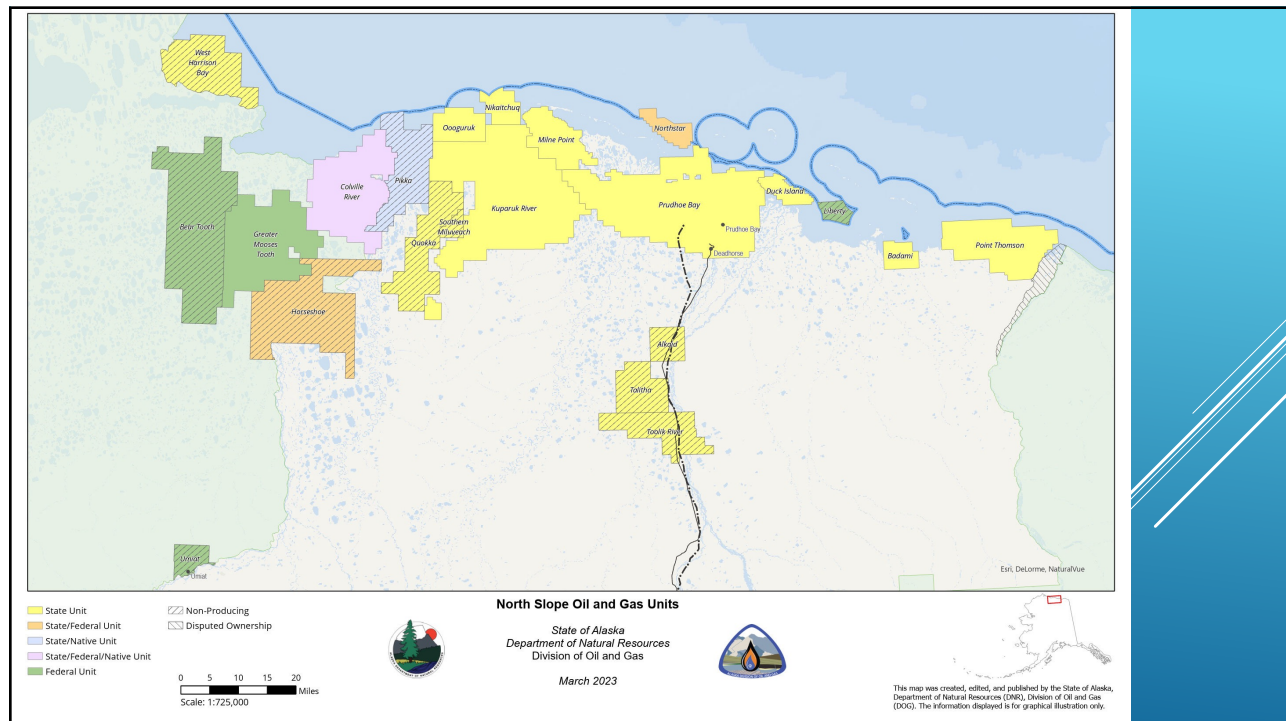 West
Harrison
Bay
Nikaitchuq
Oooguruk
Milne Point
Northstar
Pikka
Colville
River
Kuparuk River
Prudhoe Bay
Duck Island
Liberty
Bear Tooth
Greater
Mooses
Tooth
Southern
Miluveach
Quokka
Prudhoe Bay
Deadhorse
Badami
Point Thomson
Horseshoe
Alkaid
Talitha
Toolik River
Umiat
Umiat
Esri, DeLorme, NaturalVue
State Unit
State/Federal Unit
State/Native Unit
State/Federal/Native Unit
Federal Unit
Non-Producing
Disputed Ownership
0 5 10 15 20
Miles
Scale: 1:725,000
North Slope Oil and Gas Units
State of Alaska
Department of Natural Resources
Division of Oil and Gas
March 2023
This map was created, edited, and published by the State of Alaska,
Department of Natural Resources (DNR), Division of Oil and Gas
(DOG). The information displayed is for graphical illustration only.